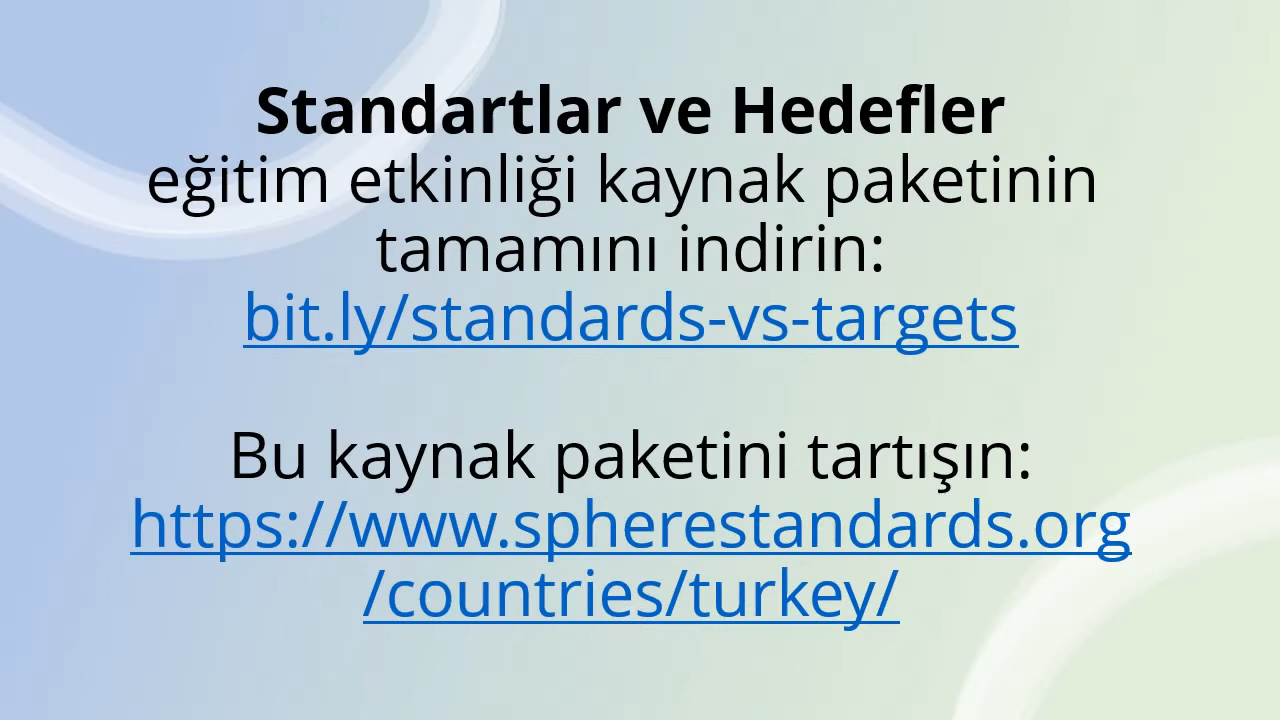 Standartlar ve Hedefler
eğitim etkinliği kaynak paketinin
tamamını indirin:
bit.ly/standards-vs-targets
Bu kaynak paketini tartışın:
https://www.spherestandards.org
/countries/turkey/